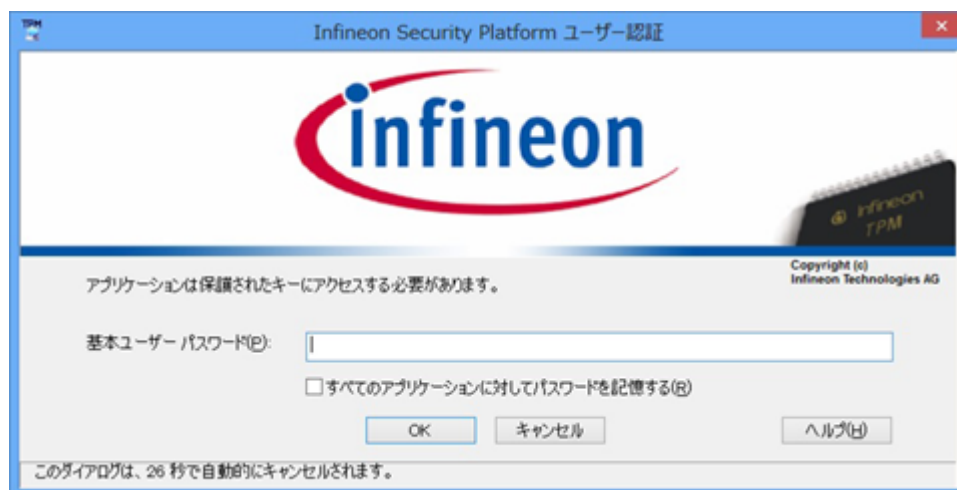 TPM
Infineon Security Platform ユーザー認証
infineon
Infineon
TPM
Copyright (c)
Infineon Technologies AG
アプリケーションは保護されたキーにアクセスする必要があります。
基本ユーザー パスワード(P):
すべてのアプリケーションに対してパスワードを記憶する(R)
OK キャンセル ヘルプ(H)
このダイアログは、26 秒で自動的にキャンセルされます。